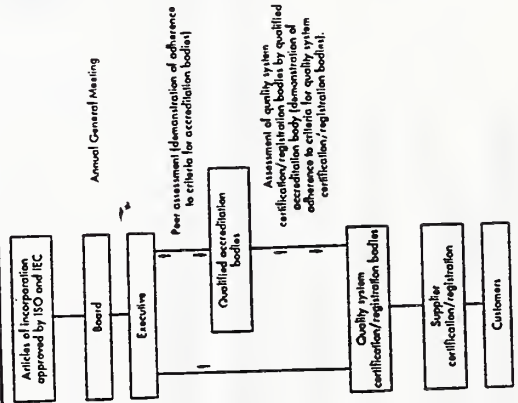 Articles of incorporation
approved by ISO and IEC
Annual General Meeting
Board
Executive
Peer assessment (demonstration of adherence
to criteria for accreditation bodies)
Qualified accreditation
bodies
Assessment of quality system
certification/registration bodies by qualified
accreditation body (demonstration of
adherence to criteria for quality system
certification/registration bodies).
Quality system
certification/registration bodies
Supplier
certification/registration
Customers